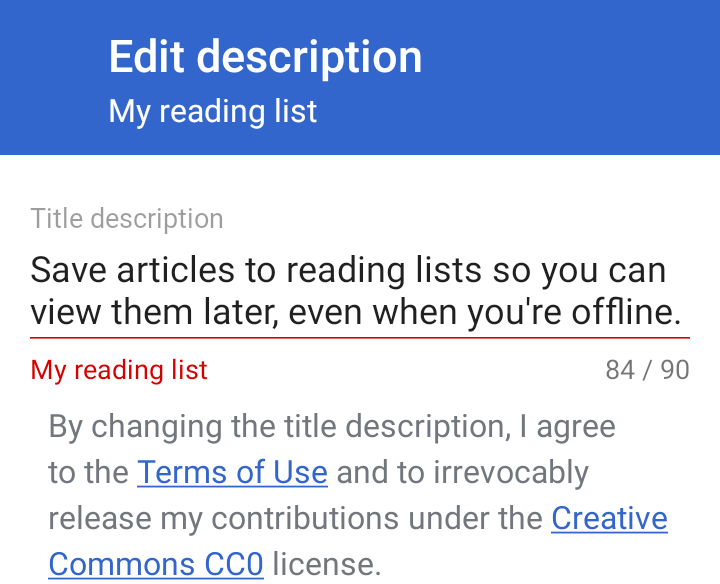 Edit description
My reading list
Title description
Save articles to reading lists so you can
view them later, even when you're offline.
My reading list
84 / 90
By changing the title description, I agree
to the Terms of Use and to irrevocably
release my contributions under the Creative
Commons CC0 license.